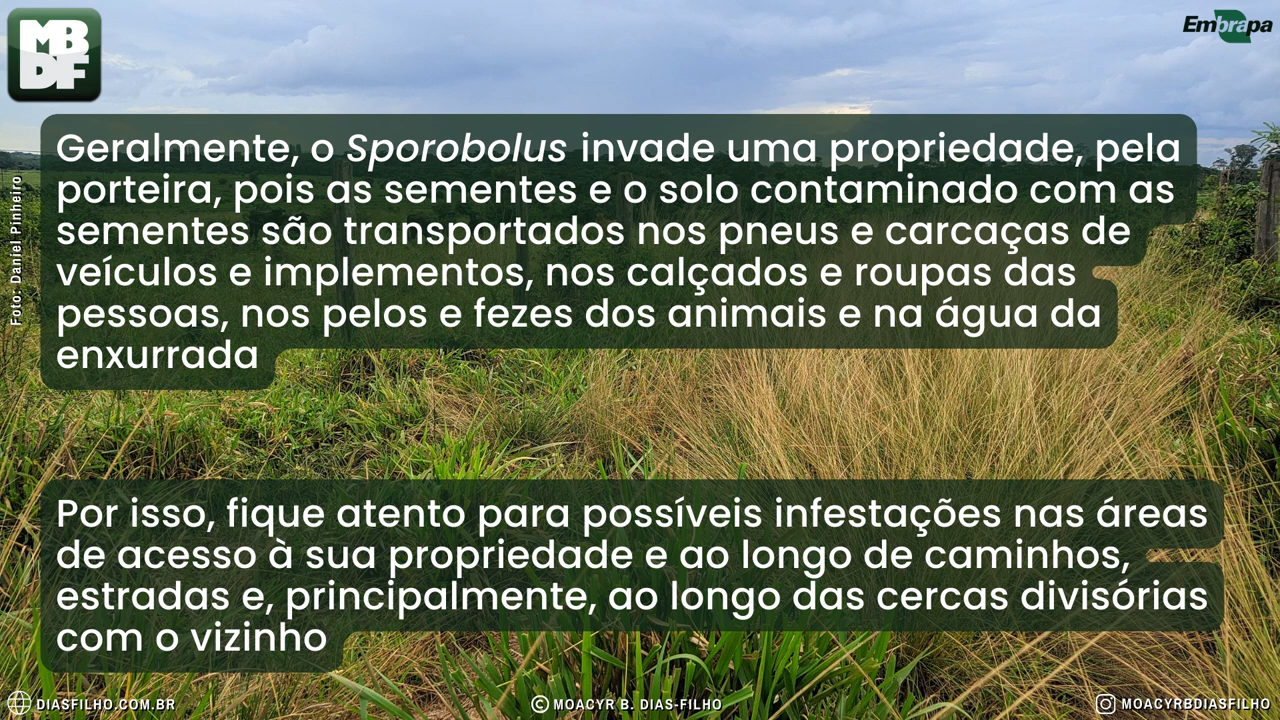 MB
DF
Embrapa
Geralmente, o Sporobolus invade uma propriedade, pela
porteira, pois as sementes e o solo contaminado com as
sementes são transportados nos pneus e carcaças de
veículos e implementos, nos calçados e roupas das
pessoas, nos pelos e fezes dos animais e na água da
enxurrada
Foto: Daniel Pinheiro
Por isso, fique atento para possíveis infestações nas áreas
de acesso à sua propriedade e ao longo de caminhos,
estradas e, principalmente, ao longo das cercas divisórias
com o vizinho
DIASFILHO.COM.BR
© MOACYR B. DIAS-FILHO
MOACYRBDIASFILHO